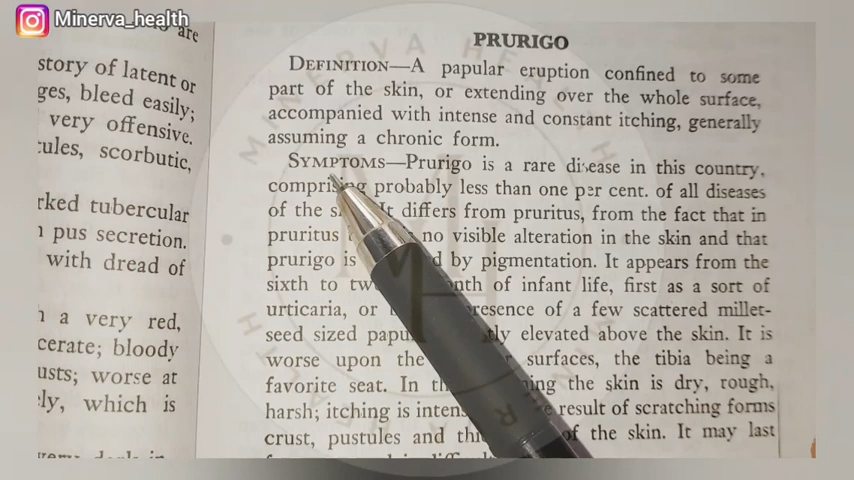 Minerva_health
are
story of latent or
ges, bleed easily;
very offensive.
tules, scorbutic,
rked tubercular
pus secretion.
with dread of
a very red,
cerate; bloody
usts; worse at
ly, which is
PRURIGO
DEFINITION—A papular eruption confined to some
part of the skin, or extending over the whole surface,
accompanied with intense and constant itching, generally
assuming a chronic form.
SYMPTOMS—Prurigo is a rare disease in this country,
comprising probably less than one per cent. of all diseases
of the It differs from pruritus, from the fact that in
pruritus no visible alteration in the skin and that
prurigo is by pigmentation. It appears from the
sixth to of infant life, first as a sort of
urticaria, or presence of a few scattered millet-
seed sized elevated above the skin. It is
worse upon the surfaces, the tibia being a
favorite seat. In the skin is dry, rough,
harsh; itching is result of scratching forms
crust, pustules and of the skin. It may last